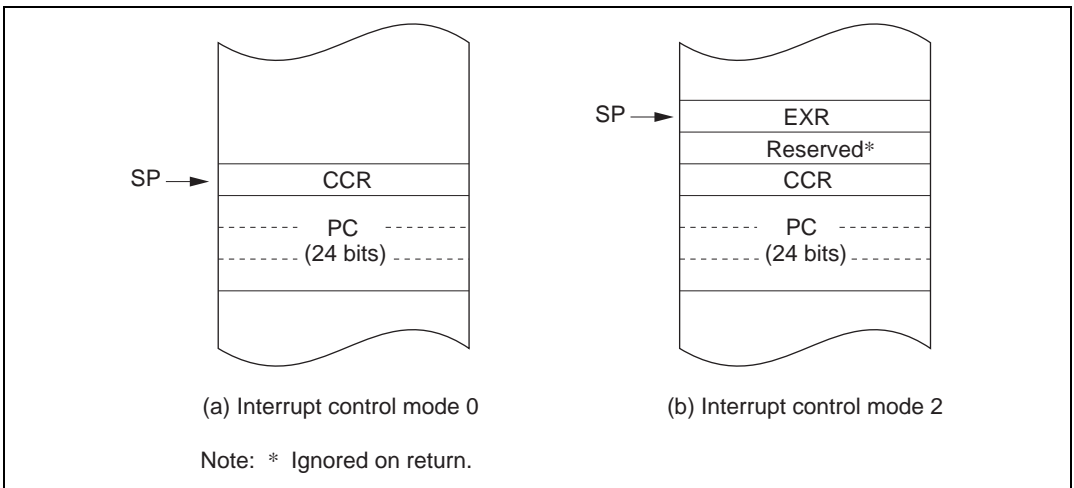 SP
CCR
PC
(24 bits)
(a) Interrupt control mode 0
SP
EXR
Reserved*
CCR
PC
(24 bits)
(b) Interrupt control mode 2
Note: * Ignored on return.